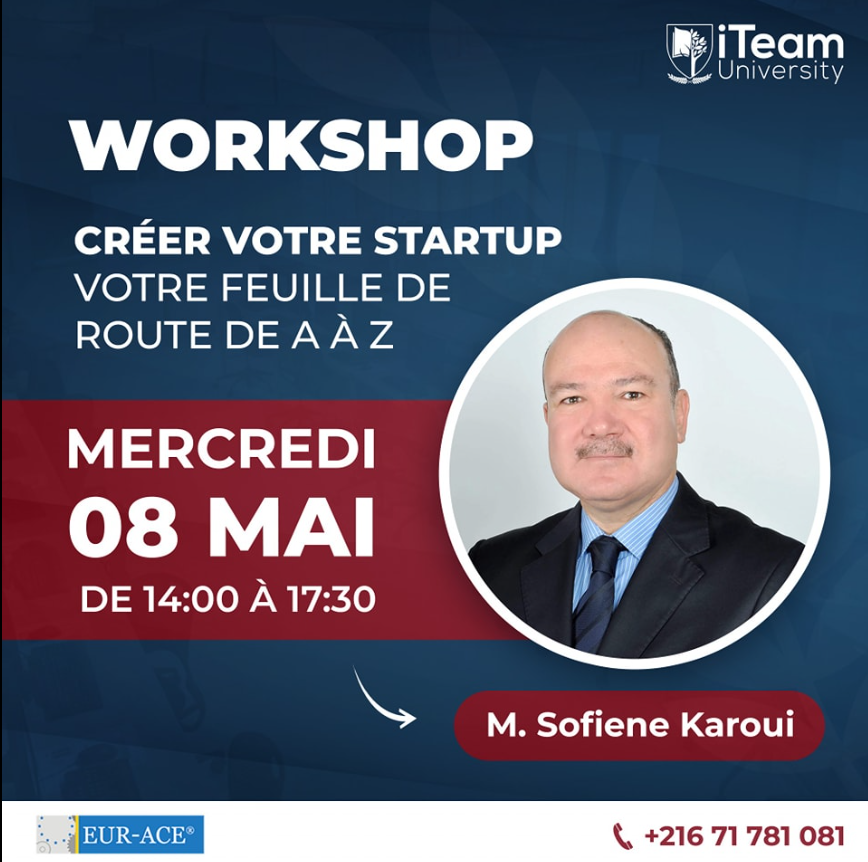 iTeam
University
WORKSHOP
CRÉER VOTRE STARTUP
VOTRE FEUILLE DE
ROUTE DE A À Z
MERCREDI
08 MAI
DE 14:00 À 17:30
M. Sofiene Karoui
EUR-ACE®
+216 71 781 081